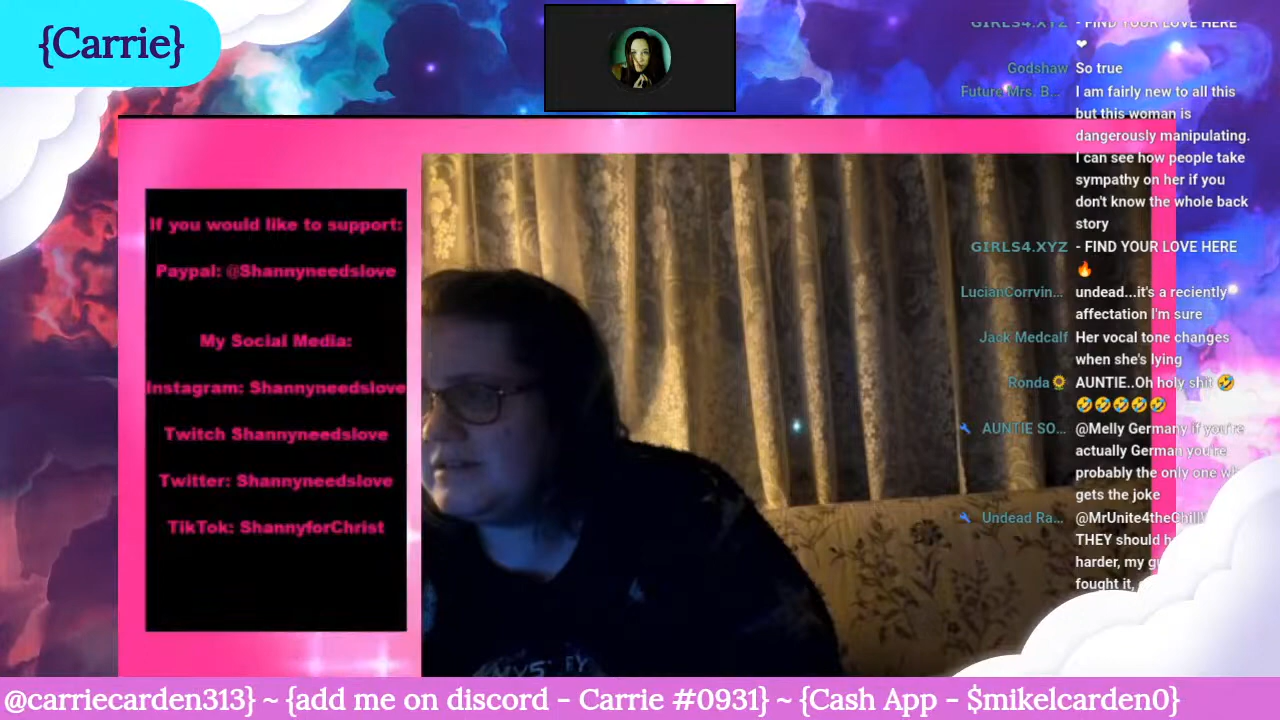 {Carrie}
If you would like to support:
Paypal: @Shannyneedslove
My Social Media:
Instagram: Shannyneedslove
Twitch Shannyneedslove
Twitter: Shannyneedslove
TikTok: ShannyforChrist
GIRLS4.XYZ - FIND YOUR LOVE HERE
❤
Godshaw So true
Future Mrs. B... I am fairly new to all this
but this woman is
dangerously manipulating.
I can see how people take
sympathy on her if you
don't know the whole back
story
GIRLS4.XYZ - FIND YOUR LOVE HERE
🔥
LucianCorrvin... undead...it's a reciently
affectation I'm sure
Jack Medcalf Her vocal tone changes
when she's lying
Ronda🌻 AUNTIE..Oh holy shit 🤣
🤣🤣🤣🤣🤣
AUNTIE SO... @Melly Germany if you're
actually German you're
probably the only one
gets the joke
Undead Ra... @MrUnite4theChill
THEY should
harder, my
fought it,
@carriecarden313} ~ {add me on discord - Carrie #0931} ~ {Cash App - $mikelcarden0}